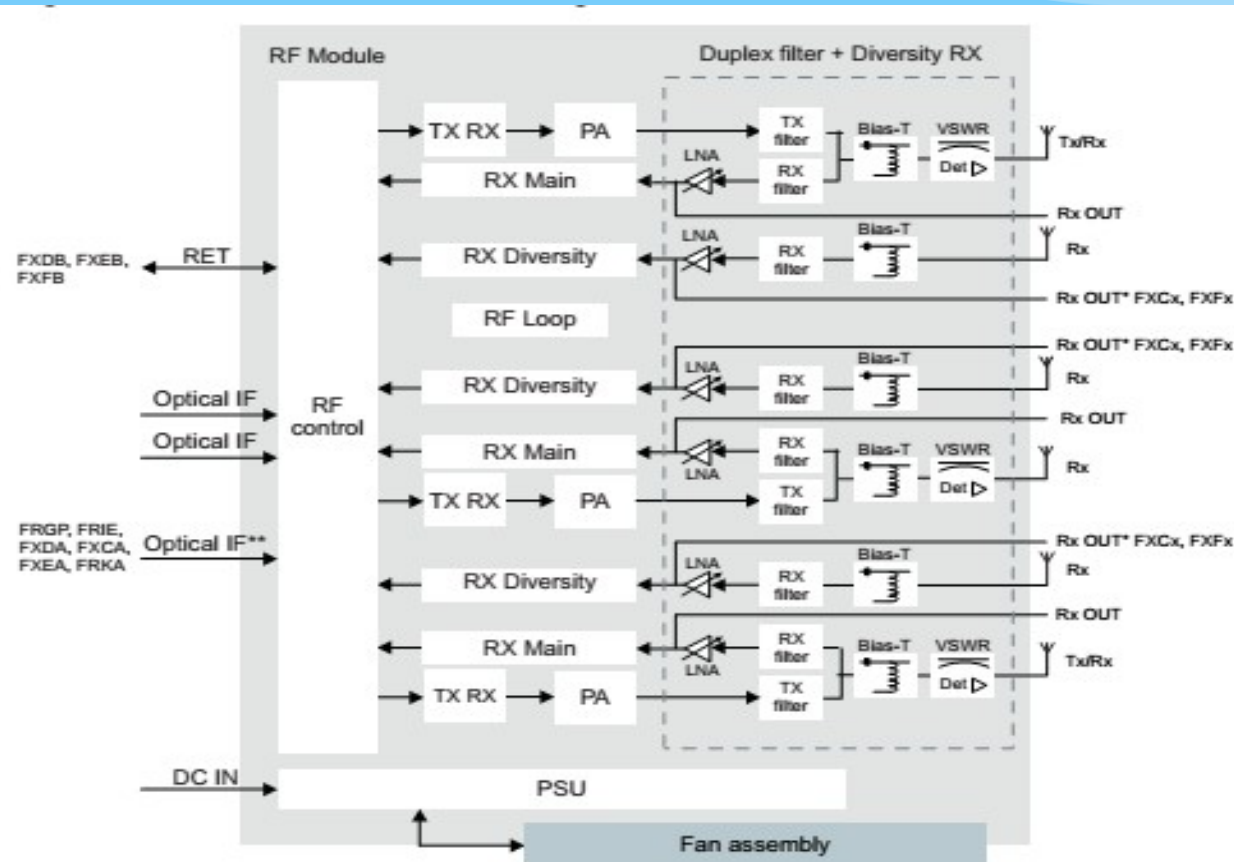 RF Module
Duplex filter + Diversity RX
TX RX
PA
TX
filter
Bias-T
VSWR
Tx/Rx
LNA
Det
RX Main
RX
filter
Rx OUT
FXDB, FXEB,
FXFB
RET
RX Diversity
LNA
RX
filter
Bias-T
Rx
Rx OUT* FXCx, FXFx
RF Loop
Rx OUT* FXCx, FXFx
RX Diversity
LNA
RX
filter
Bias-T
Rx
Optical IF
RF
control
Rx OUT
Optical IF
RX Main
LNA
RX
filter
Bias-T
VSWR
Rx
Det
TX RX
PA
TX
filter
FRGP, FRIE,
FXDA, FXCA,
FXEA, FRKA
Optical IF**
Rx OUT* FXCx, FXFx
RX Diversity
LNA
RX
filter
Bias-T
Rx
Rx OUT
RX Main
LNA
RX
filter
Bias-T
VSWR
Tx/Rx
Det
TX RX
PA
TX
filter
DC IN
PSU
Fan assembly